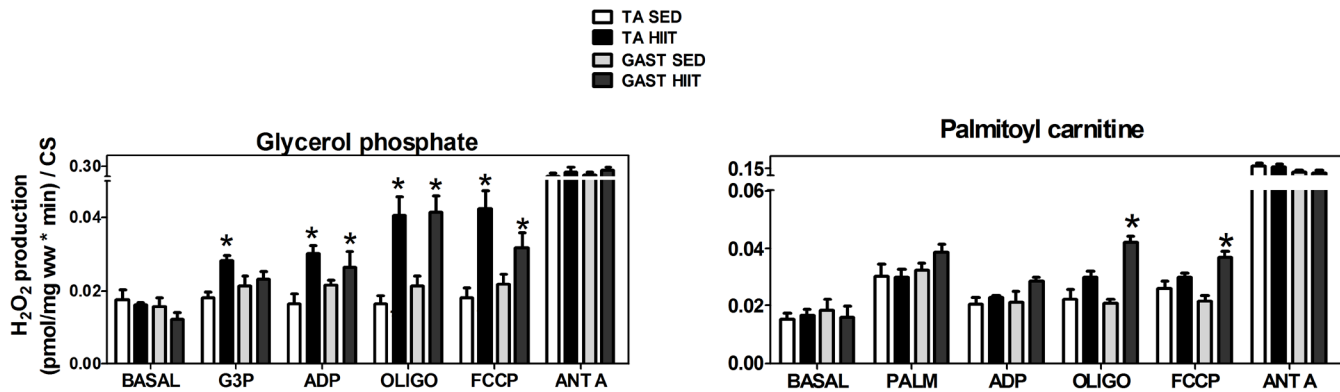 TA SED
TA HIIT
GAST SED
GAST HIIT
Glycerol phosphate
H₂O₂ production
(pmol/mg ww * min) / CS
0.30
0.04
0.02
0.00
* * * * * * *
BASAL G3P ADP OLIGO FCCP ANT A
Palmitoyl carnitine
0.15
0.06
0.04
0.02
0.00
* *
BASAL PALM ADP OLIGO FCCP ANT A